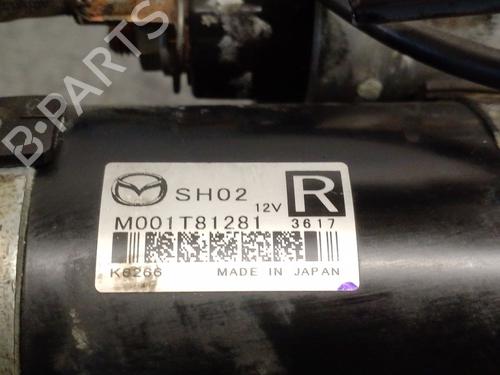 SH02 12V R
M001T81281 3617
K6266 MADE IN JAPAN
B-PARTS